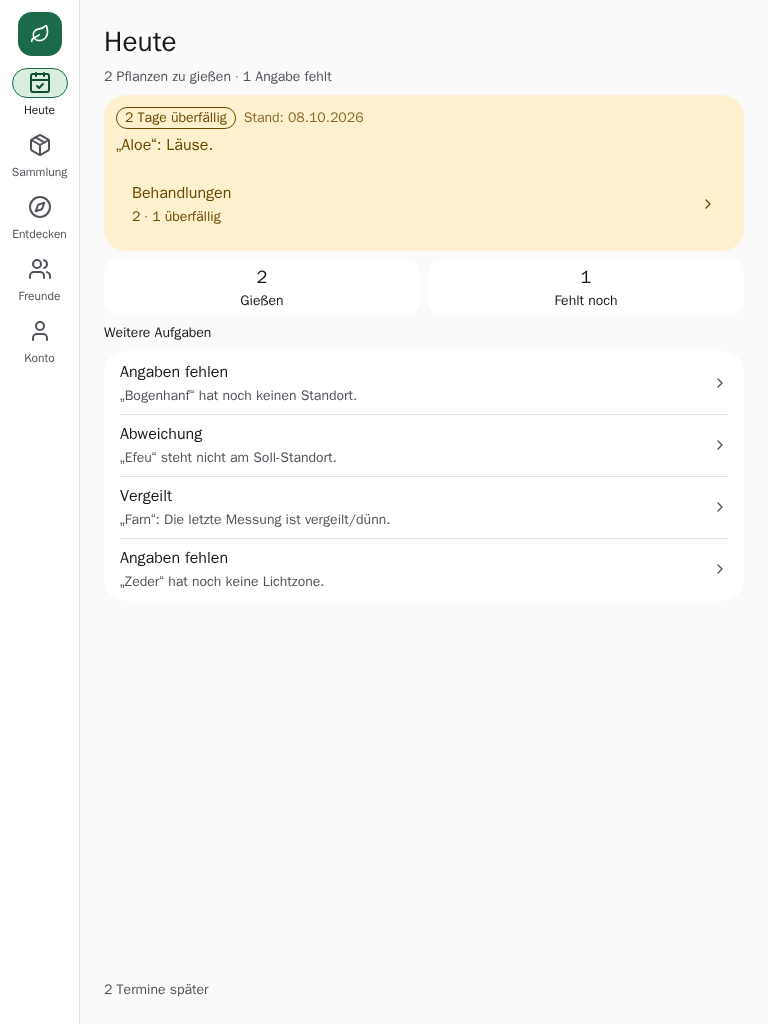 Heute
Sammlung
Entdecken
Freunde
Konto
Heute
2 Pflanzen zu gießen · 1 Angabe fehlt
2 Tage überfällig Stand: 08.10.2026
„Aloe“: Läuse.
Behandlungen
2 · 1 überfällig
2
Gießen
1
Fehlt noch
Weitere Aufgaben
Angaben fehlen
„Bogenhanf“ hat noch keinen Standort.
Abweichung
„Efeu“ steht nicht am Soll-Standort.
Vergeilt
„Farn“: Die letzte Messung ist vergeilt/dünn.
Angaben fehlen
„Zeder“ hat noch keine Lichtzone.
2 Termine später